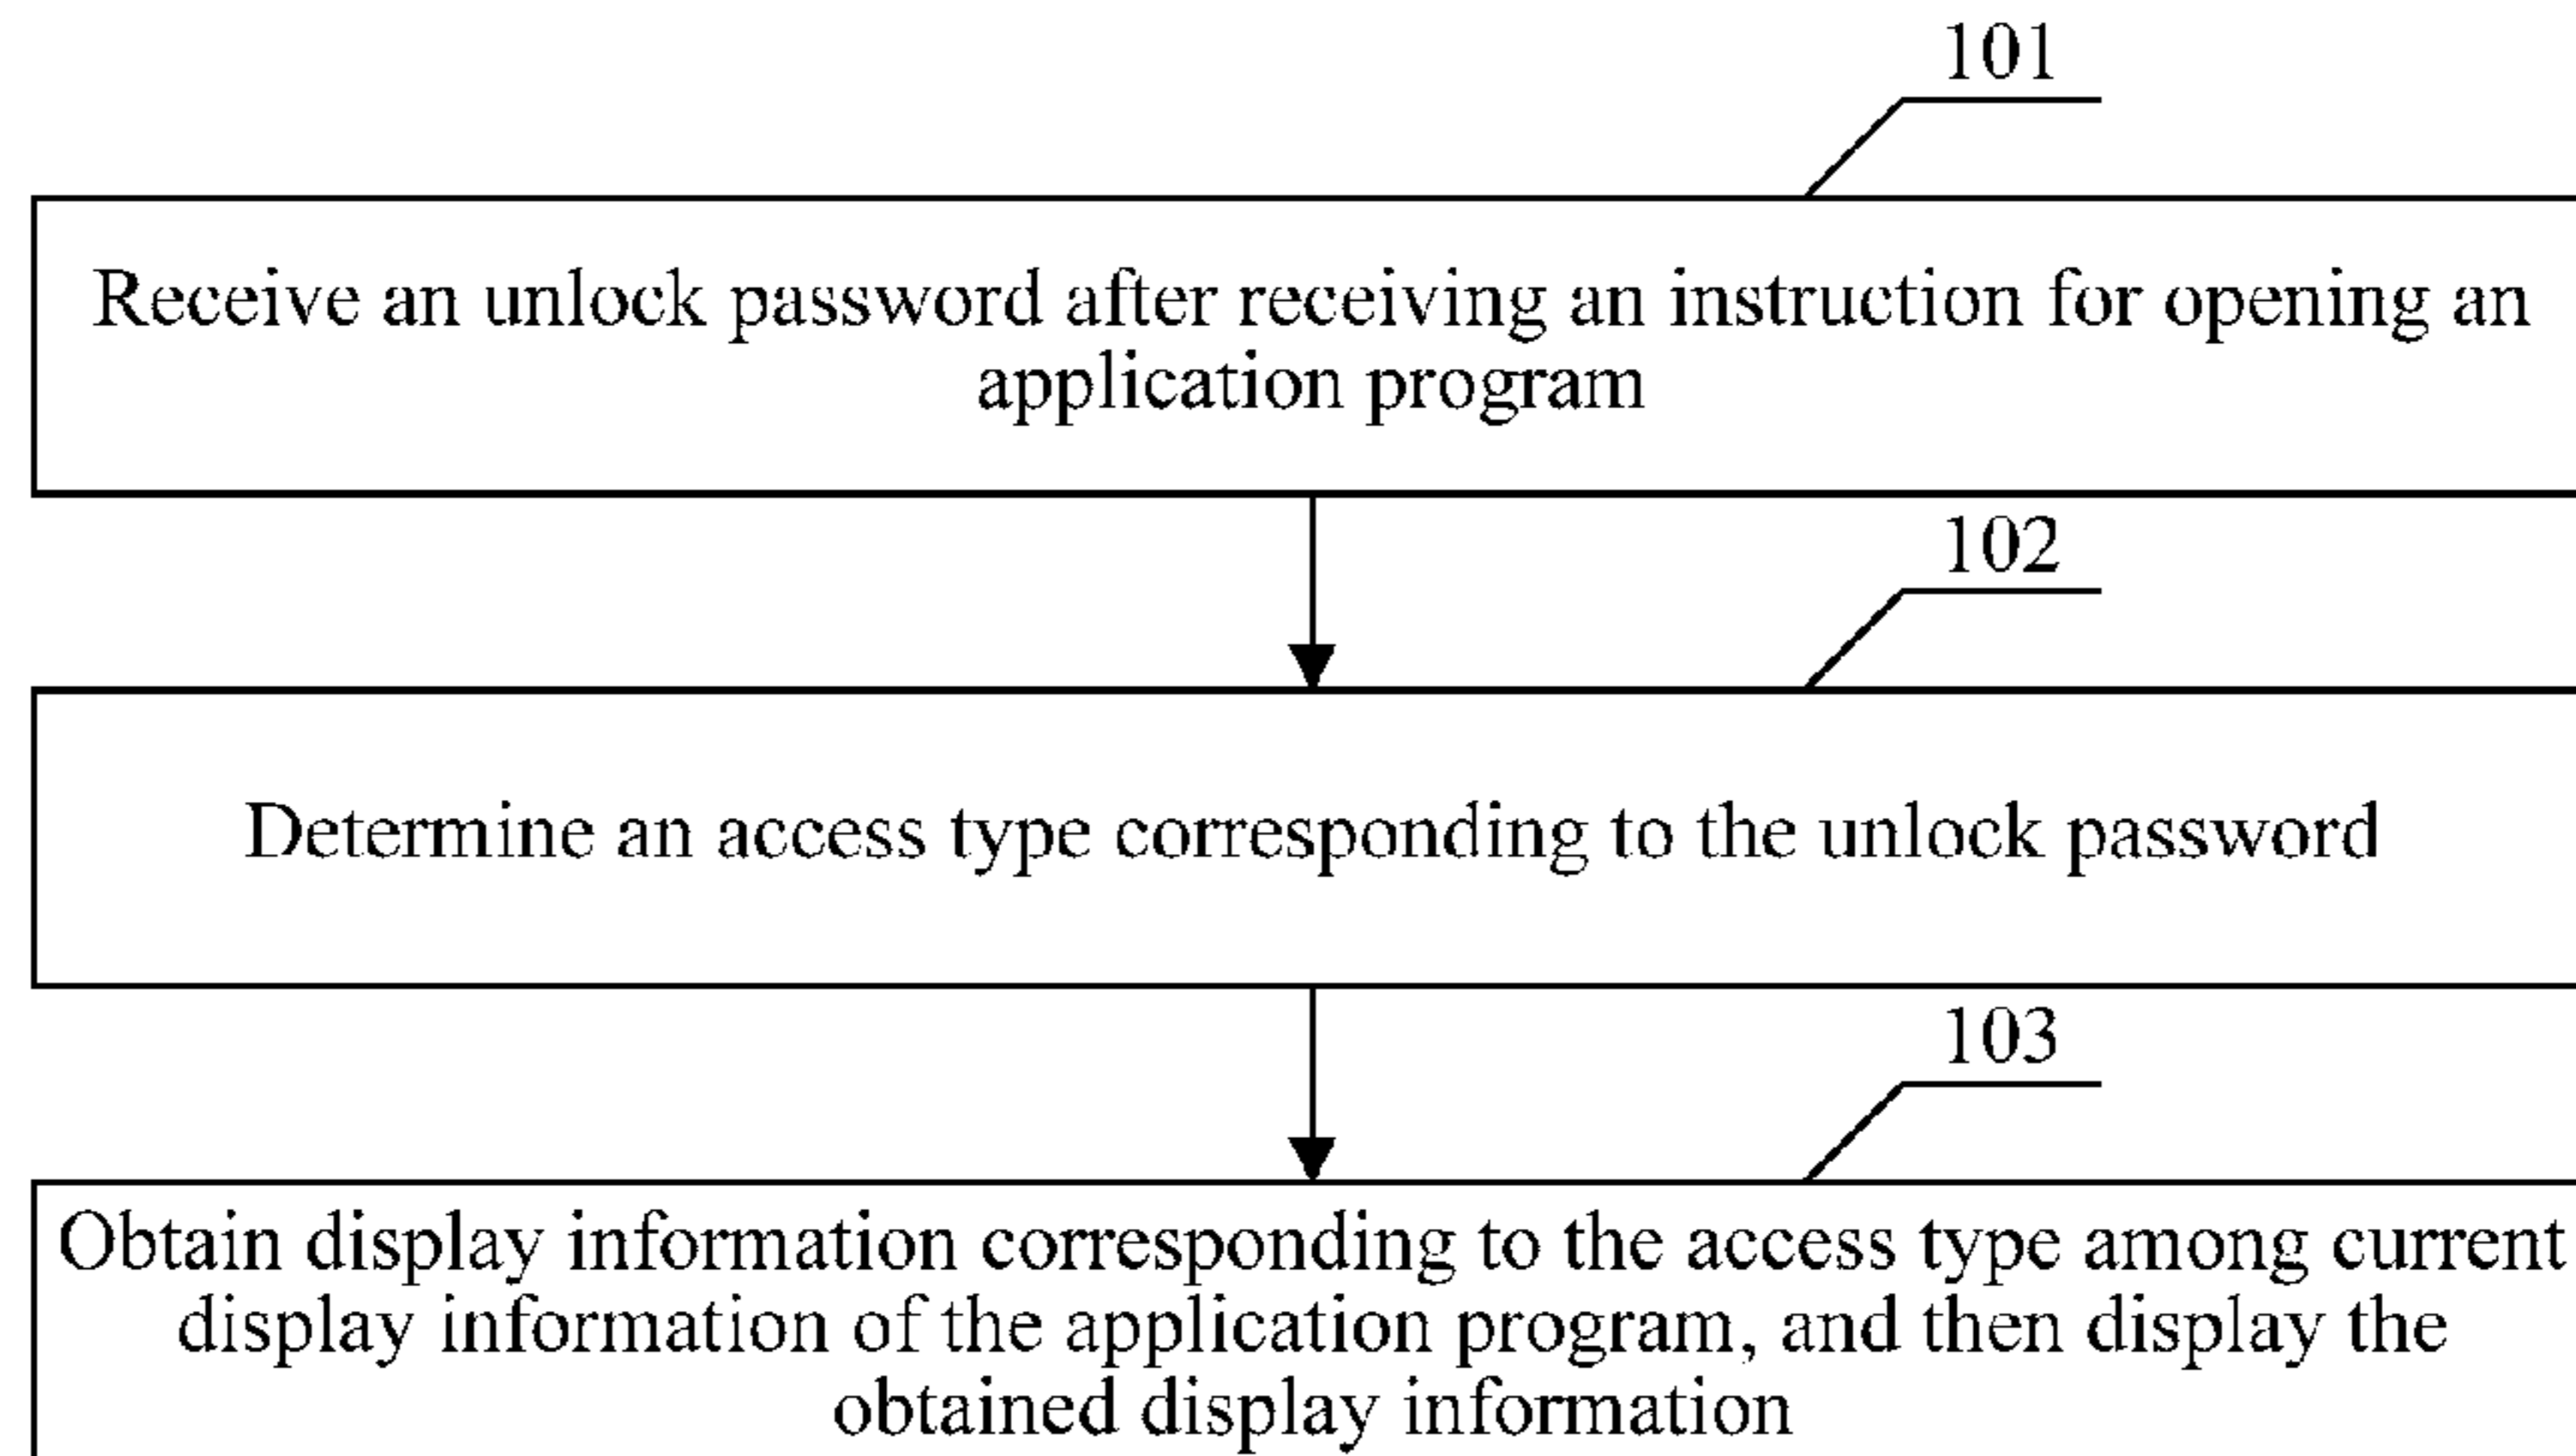 101
Receive an unlock password after receiving an instruction for opening an
application program
102
Determine an access type corresponding to the unlock password
103
Obtain display information corresponding to the access type among current
display information of the application program, and then display the
obtained display information